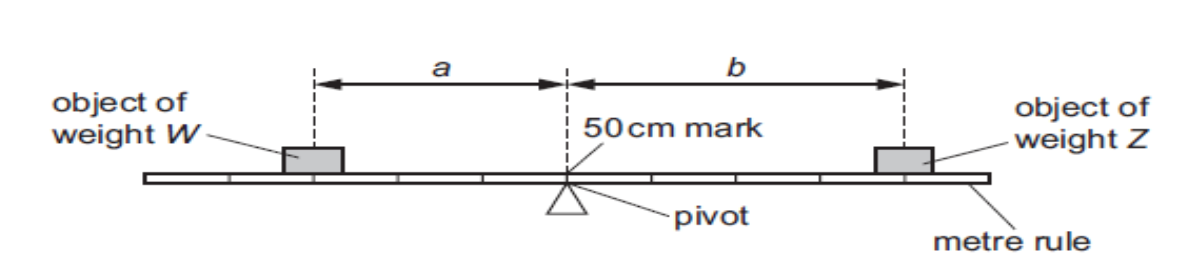 a
b
object of
weight W
50 cm mark
object of
weight Z
pivot
metre rule